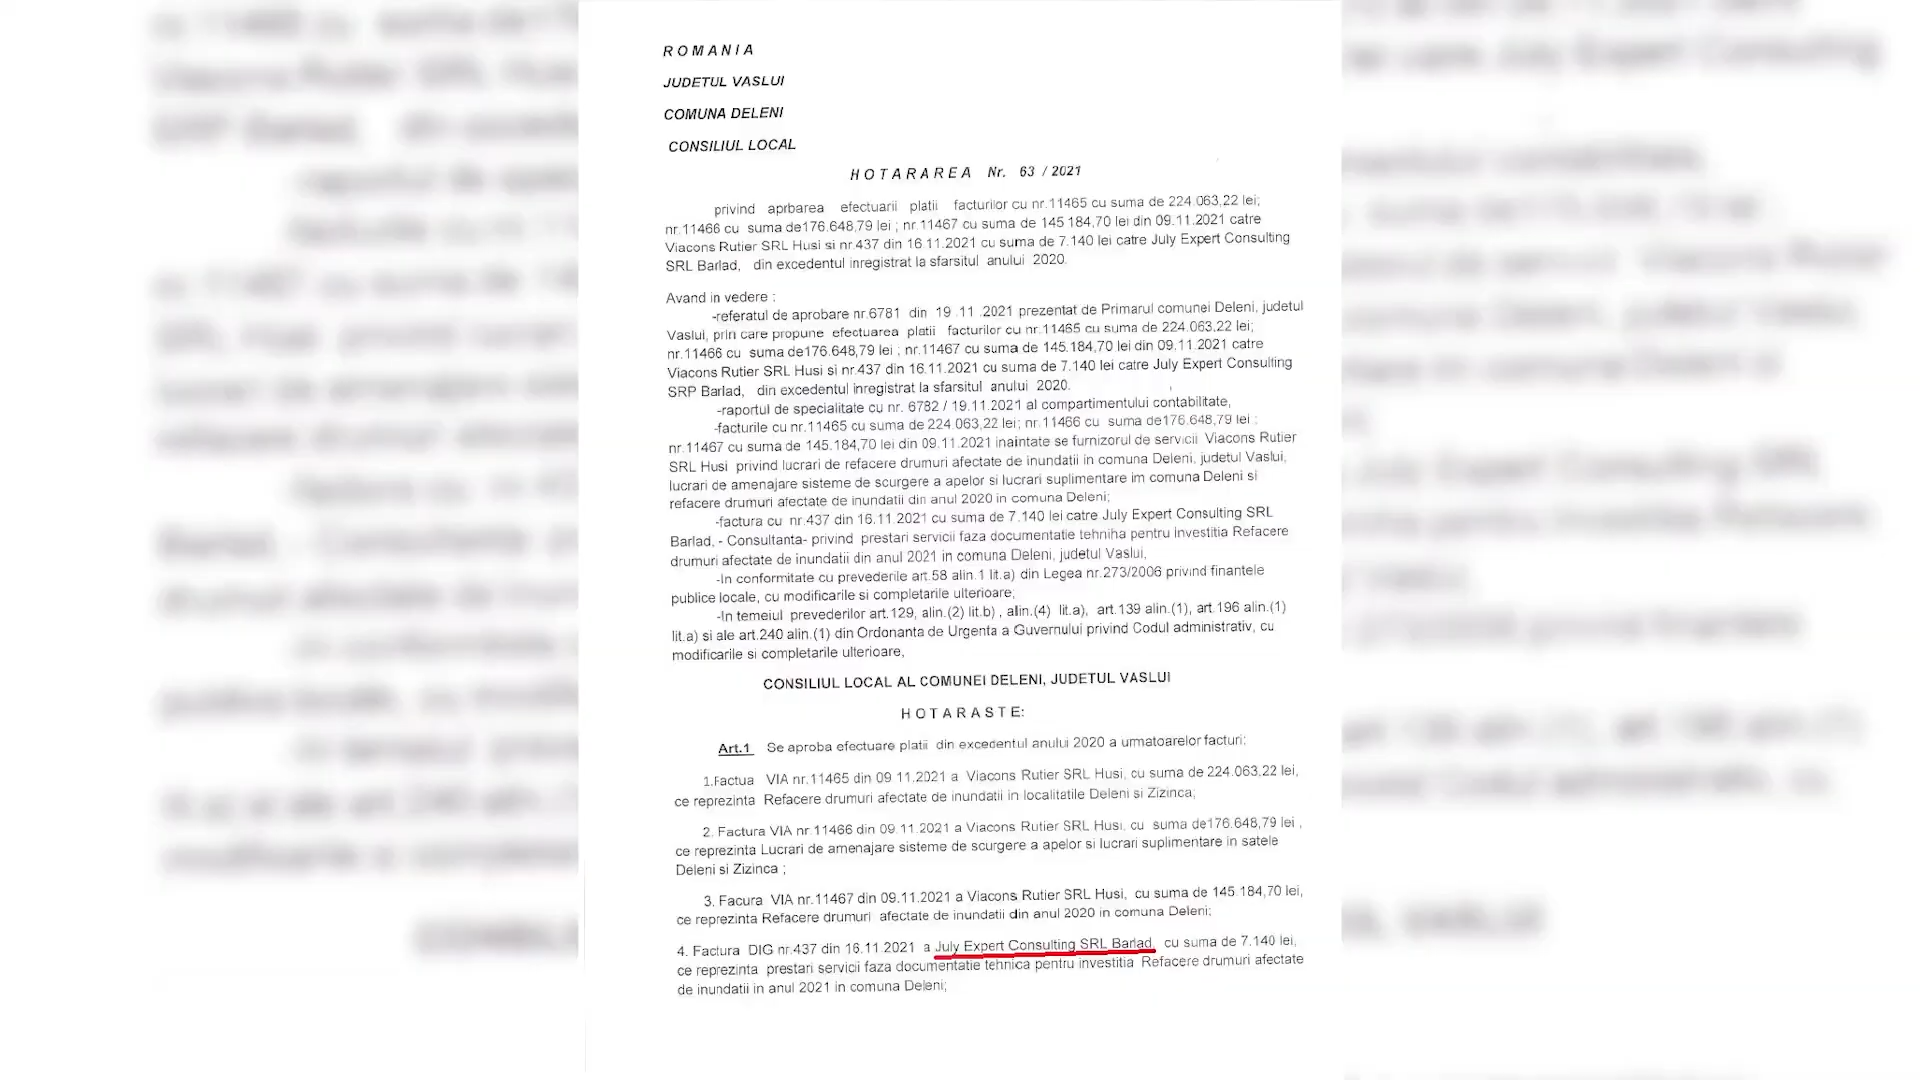 ROMANIA
JUDETUL VASLUI
COMUNA DELENI
CONSILIUL LOCAL
HOTARAREA Nr. 63 / 2021
privind aprbarea efectuarii platii facturilor cu nr.11465 cu suma de 224.063,22 lei;
nr.11466 cu suma de176.648,79 lei ; nr.11467 cu suma de 145 184,70 lei din 09.11.2021 catre
Viacons Rutier SRL Husi si nr.437 din 16.11.2021 cu suma de 7.140 lei catre July Expert Consulting
SRL Barlad, din excedentul inregistrat la sfarsitul anului 2020.
Avand in vedere :
-referatul de aprobare nr.6781 din 19 .11 .2021 prezentat de Primarul comunei Deleni, judetul
Vaslui, prin care propune efectuarea platii facturilor cu nr.11465 cu suma de 224.063,22 lei;
nr.11466 cu suma de176.648,79 lei ; nr.11467 cu suma de 145.184,70 lei din 09.11.2021 catre
Viacons Rutier SRL Husi si nr.437 din 16.11.2021 cu suma de 7.140 lei catre July Expert Consulting
SRP Barlad, din excedentul inregistrat la sfarsitul anului 2020.
-raportul de specialitate cu nr. 6782 / 19.11.2021 al compartimentului contabilitate,
-facturile cu nr.11465 cu suma de 224.063,22 lei; nr.11466 cu suma de176.648,79 lei ;
nr.11467 cu suma de 145.184,70 lei din 09.11.2021 inaintate se furnizorul de servicii Viacons Rutier
SRL Husi privind lucrari de refacere drumuri afectate de inundatii in comuna Deleni, judetul Vaslui,
lucrari de amenajare sisteme de scurgere a apelor si lucrari suplimentare im comuna Deleni si
refacere drumuri afectate de inundatii din anul 2020 in comuna Deleni;
-factura cu nr.437 din 16.11.2021 cu suma de 7.140 lei catre July Expert Consulting SRL
Barlad, - Consultanta- privind prestari servicii faza documentatie tehniha pentru investitia Refacere
drumuri afectate de inundatii din anul 2021 in comuna Deleni, judetul Vaslui,
-In conformitate cu prevederile art.58 alin.1 lit.a) din Legea nr.273/2006 privind finantele
publice locale, cu modificarile si completarile ulterioare;
-In temeiul prevederilor art.129, alin.(2) lit.b) , alin.(4) lit.a), art.139 alin.(1), art.196 alin.(1)
lit.a) si ale art.240 alin.(1) din Ordonanta de Urgenta a Guvernului privind Codul administrativ, cu
modificarile si completarile ulterioare,
CONSILIUL LOCAL AL COMUNEI DELENI, JUDETUL VASLUI
HOTARASTE:
Art.1 Se aproba efectuare platii din excedentul anului 2020 a urmatoarelor facturi:
1.Factua VIA nr.11465 din 09 11.2021 a Viacons Rutier SRL Husi, cu suma de 224.063,22 lei,
ce reprezinta Refacere drumuri afectate de inundatii in localitatile Deleni si Zizinca;
2. Factura VIA nr.11466 din 09.11.2021 a Viacons Rutier SRL Husi, cu suma de176.648,79 lei ,
ce reprezinta Lucrari de amenajare sisteme de scurgere a apelor si lucrari suplimentare in satele
Deleni si Zizinca ;
3. Facura VIA nr.11467 din 09.11.2021 a Viacons Rutier SRL Husi, cu suma de 145 184,70 lei,
ce reprezinta Refacere drumuri afectate de inundatii din anul 2020 in comuna Deleni;
4. Factura DIG nr.437 din 16.11.2021 a July Expert Consulting SRL Barlad, cu suma de 7.140 lei,
ce reprezinta prestari servicii faza documentatie tehnica pentru investitia Refacere drumuri afectate
de inundatii in anul 2021 in comuna Deleni;